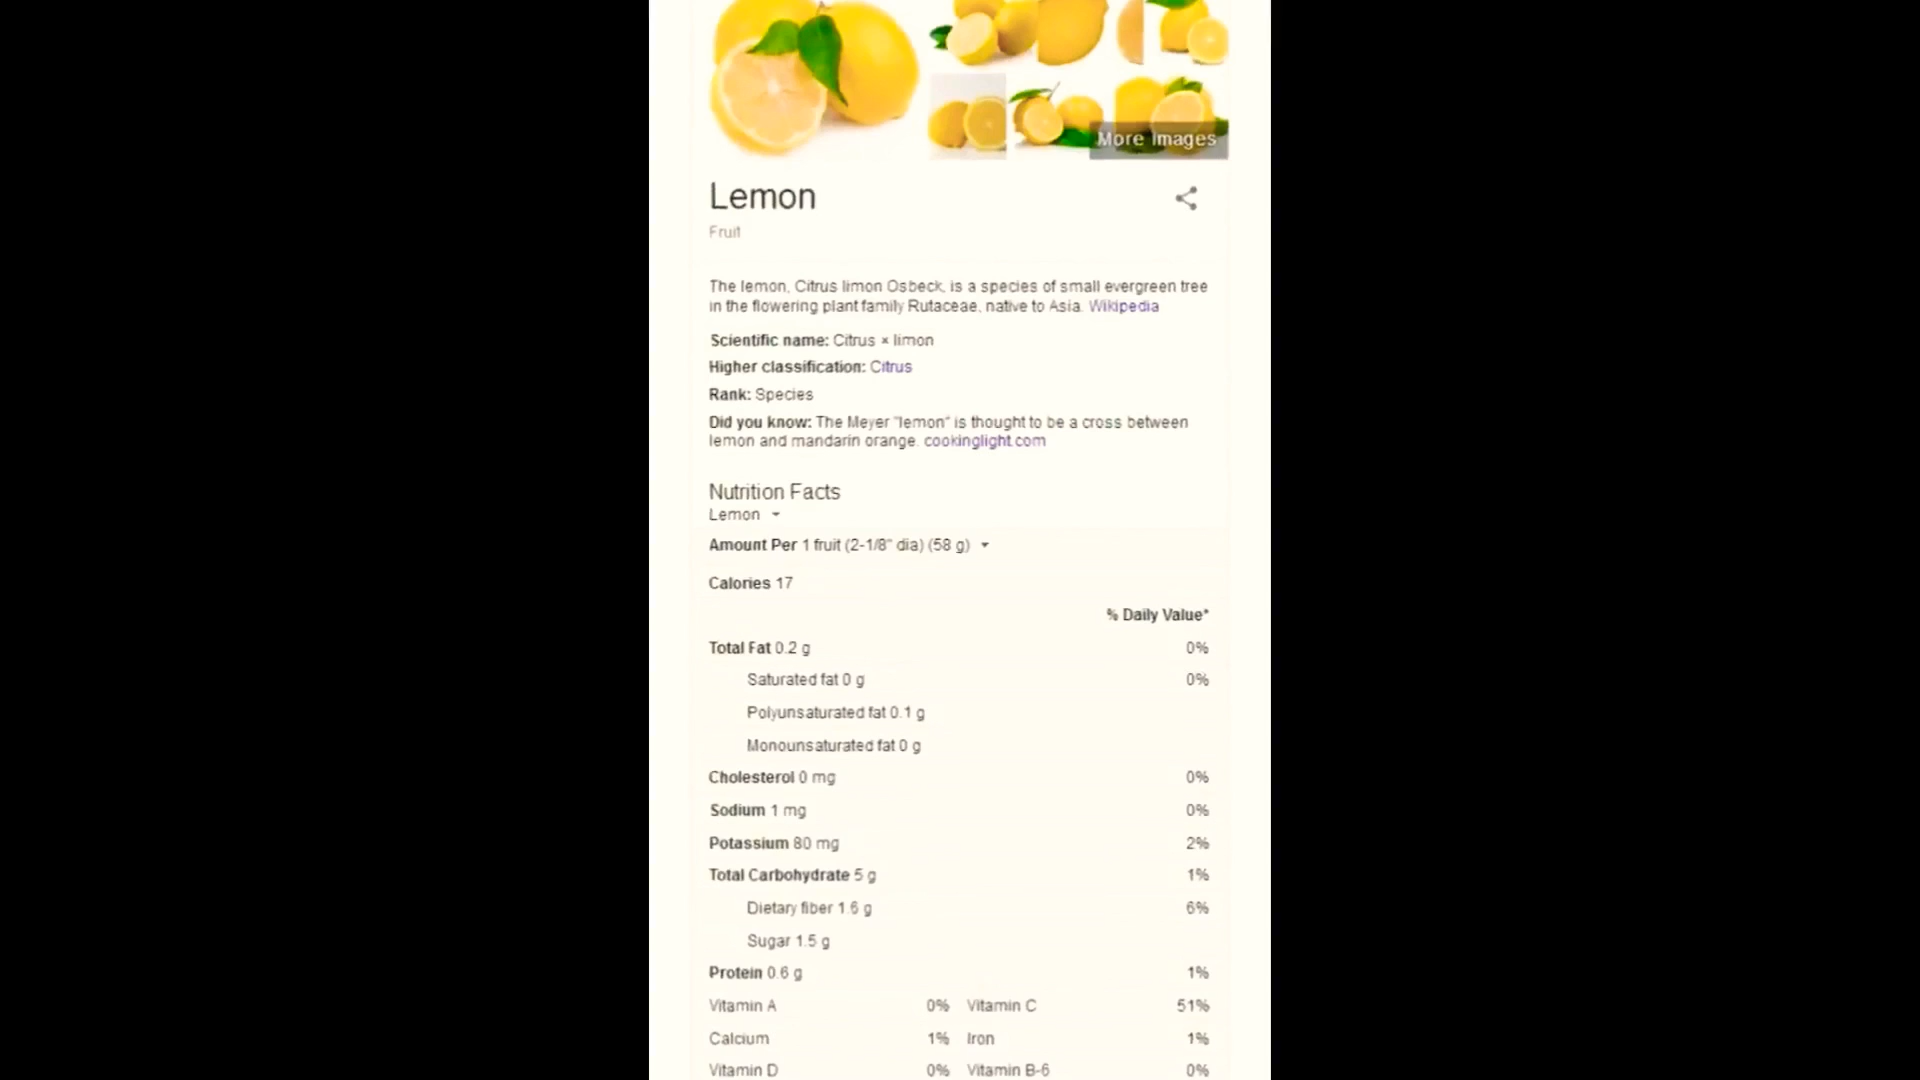 More images
Lemon
Fruit
The lemon, Citrus limon Osbeck, is a species of small evergreen tree
in the flowering plant family Rutaceae, native to Asia. Wikipedia
Scientific name: Citrus × limon
Higher classification: Citrus
Rank: Species
Did you know: The Meyer "lemon" is thought to be a cross between
lemon and mandarin orange. cookinglight.com
Nutrition Facts
Lemon
Amount Per 1 fruit (2-1/8" dia) (58 g)
Calories 17
% Daily Value*
Total Fat 0.2 g 0%
Saturated fat 0 g 0%
Polyunsaturated fat 0.1 g
Monounsaturated fat 0 g
Cholesterol 0 mg 0%
Sodium 1 mg 0%
Potassium 80 mg 2%
Total Carbohydrate 5 g 1%
Dietary fiber 1.6 g 6%
Sugar 1.5 g
Protein 0.6 g 1%
Vitamin A 0% Vitamin C 51%
Calcium 1% Iron 1%
Vitamin D 0% Vitamin B-6 0%